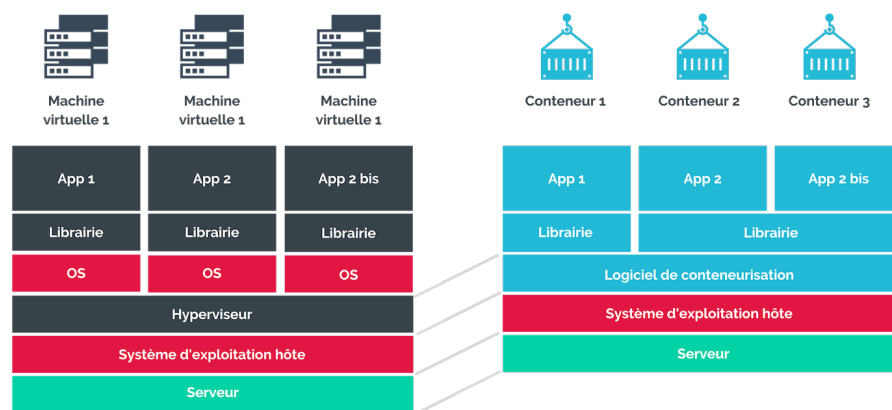 Machine
virtuelle 1
Machine
virtuelle 1
Machine
virtuelle 1
App 1
App 2
App 2 bis
Librairie
Librairie
Librairie
OS
OS
OS
Hyperviseur
Système d'exploitation hôte
Serveur
Conteneur 1
Conteneur 2
Conteneur 3
App 1
App 2
App 2 bis
Librairie
Librairie
Logiciel de conteneurisation
Système d'exploitation hôte
Serveur